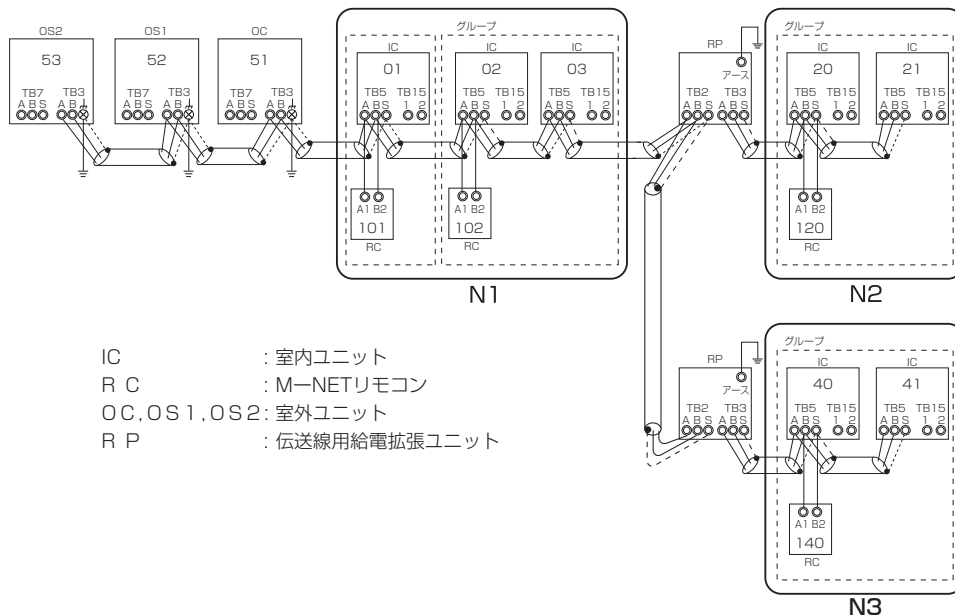 OS2
53
TB7
A B S
TB3
A B
OS1
52
TB7
A B S
TB3
A B
OC
51
TB7
A B S
TB3
A B
グループ
IC
01
TB5
A B S
TB15
1 2
IC
02
TB5
A B S
TB15
1 2
IC
03
TB5
A B S
TB15
1 2
A1 B2
101
RC
A1 B2
102
RC
N1
RP
アース
TB2
A B S
TB3
A B S
グループ
IC
20
TB5
A B S
TB15
1 2
IC
21
TB5
A B S
TB15
1 2
A1 B2
120
RC
N2
RP
アース
TB2
A B S
TB3
A B S
グループ
IC
40
TB5
A B S
TB15
1 2
IC
41
TB5
A B S
TB15
1 2
A1 B2
140
RC
N3
IC : 室内ユニット
R C : M－NETリモコン
OC,OS1,OS2 : 室外ユニット
R P : 伝送線用給電拡張ユニット